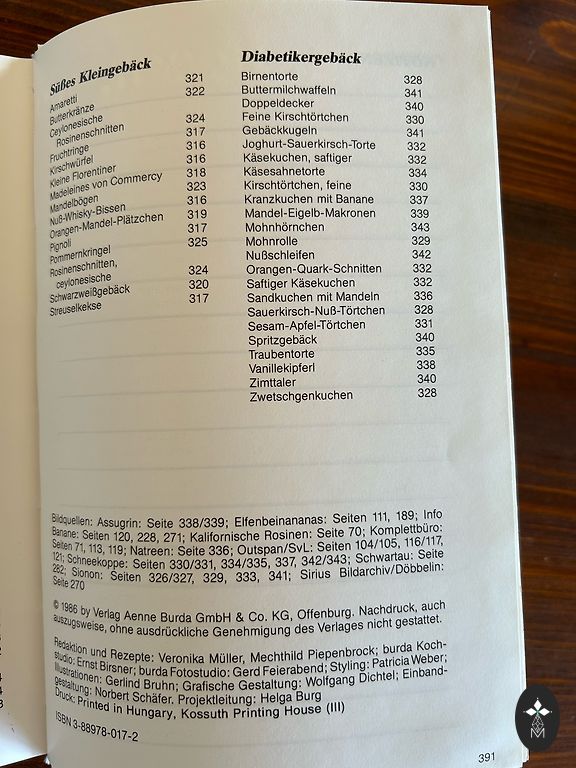 Süßes Kleingebäck
Amaretti 321
Butterkränze 322
Ceylonesische
Rosinenschnitten 324
Fruchtringe 317
Kirschwürfel 316
Kleine Florentiner 316
Madeleines von Commercy 318
Mandelbögen 323
Nuß-Whisky-Bissen 316
Orangen-Mandel-Plätzchen 319
Pignoli 317
Pommernkringel 325
Rosinenschnitten,
ceylonesische 324
Schwarzweißgebäck 320
Streuselkekse 317
Diabetikergebäck
Birnentorte 328
Buttermilchwaffeln 341
Doppeldecker 340
Feine Kirschtörtchen 330
Gebäckkugeln 341
Joghurt-Sauerkirsch-Torte 332
Käsekuchen, saftiger 332
Käsesahnetorte 334
Kirschtörtchen, feine 330
Kranzkuchen mit Banane 337
Mandel-Eigelb-Makronen 339
Mohnhörnchen 343
Mohnrolle 329
Nußschleifen 342
Orangen-Quark-Schnitten 332
Saftiger Käsekuchen 332
Sandkuchen mit Mandeln 336
Sauerkirsch-Nuß-Törtchen 328
Sesam-Apfel-Törtchen 331
Spritzgebäck 340
Traubentorte 335
Vanillekipferl 338
Zimttaler 340
Zwetschgenkuchen 328
Bildquellen: Assugrin: Seite 338/339; Elfenbeinananas: Seiten 111, 189; Info
Banane: Seiten 120, 228, 271; Kalifornische Rosinen: Seite 70; Komplettbüro:
Seiten 71, 113, 119; Natreen: Seite 336; Outspan/SvL: Seiten 104/105, 116/117,
121; Schneekoppe: Seiten 330/331, 334/335, 337, 342/343; Schwartau: Seite
282; Sionon: Seiten 326/327, 329, 333, 341; Sirius Bildarchiv/Döbbelin:
Seite 270
© 1986 by Verlag Aenne Burda GmbH & Co. KG, Offenburg. Nachdruck, auch
auszugsweise, ohne ausdrückliche Genehmigung des Verlages nicht gestattet.
Redaktion und Rezepte: Veronika Müller, Mechthild Piepenbrock; burda Koch-
studio: Ernst Birsner; burda Fotostudio: Gerd Feierabend; Styling: Patricia Weber;
Illustrationen: Gerlind Bruhn; Grafische Gestaltung: Wolfgang Dichtel; Einband-
gestaltung: Norbert Schäfer. Projektleitung: Helga Burg
Druck: Printed in Hungary, Kossuth Printing House (III)
ISBN 3-88978-017-2
391
M